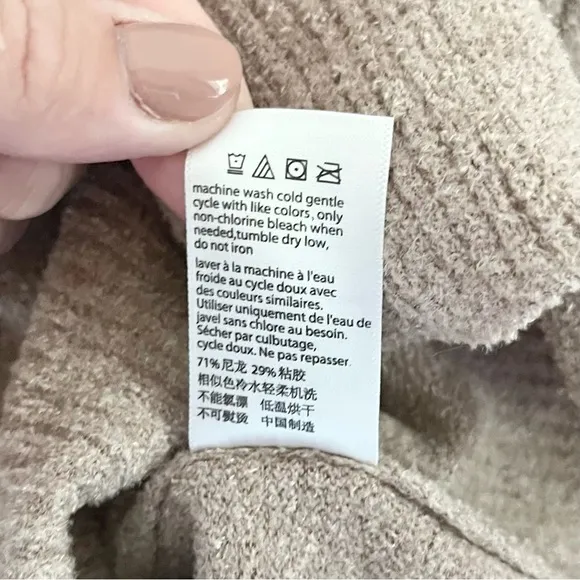 machine wash cold gentle
cycle with like colors, only
non-chlorine bleach when
needed,tumble dry low,
do not iron
laver à la machine à l'eau
froide au cycle doux avec
des couleurs similaires.
Utiliser uniquement de l'eau de
javel sans chlore au besoin.
Sécher par culbutage,
cycle doux. Ne pas repasser.
71%尼龙 29%粘胶
相似色冷水轻柔机洗
不能氯漂 低温烘干
不可熨烫 中国制造